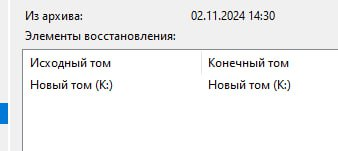 Из архива: 02.11.2024 14:30
Элементы восстановления:
Исходный том Конечный том
Новый том (K:) Новый том (K:)